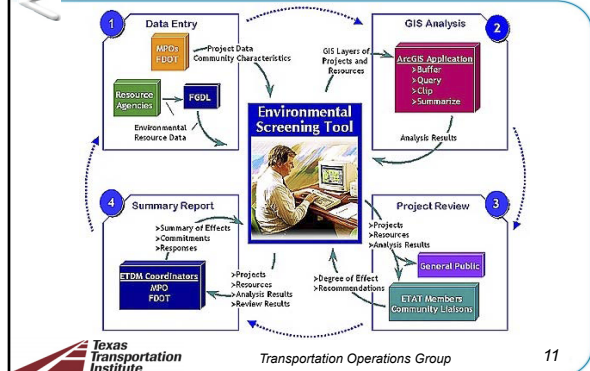 1
Data Entry
MPOs
FDOT
Project Data
Community Characteristics
Resource
Agencies
FGDL
Environmental
Resource Data
GIS Analysis
2
GIS Layers of
Projects and
Resources
ArcGIS Application
>Buffer
>Query
>Clip
>Summarize
Analysis Results
Environmental
Screening Tool
4
Summary Report
>Summary of Effects
>Commitments
>Responses
ETDM Coordinators
MPO
FDOT
>Projects
>Resources
>Analysis Results
>Review Results
Project Review
3
>Projects
>Resources
>Analysis Results
General Public
>Degree of Effect
>Recommendations
ETAT Members
Community Liaisons
Texas
Transportation
Institute
Transportation Operations Group
11